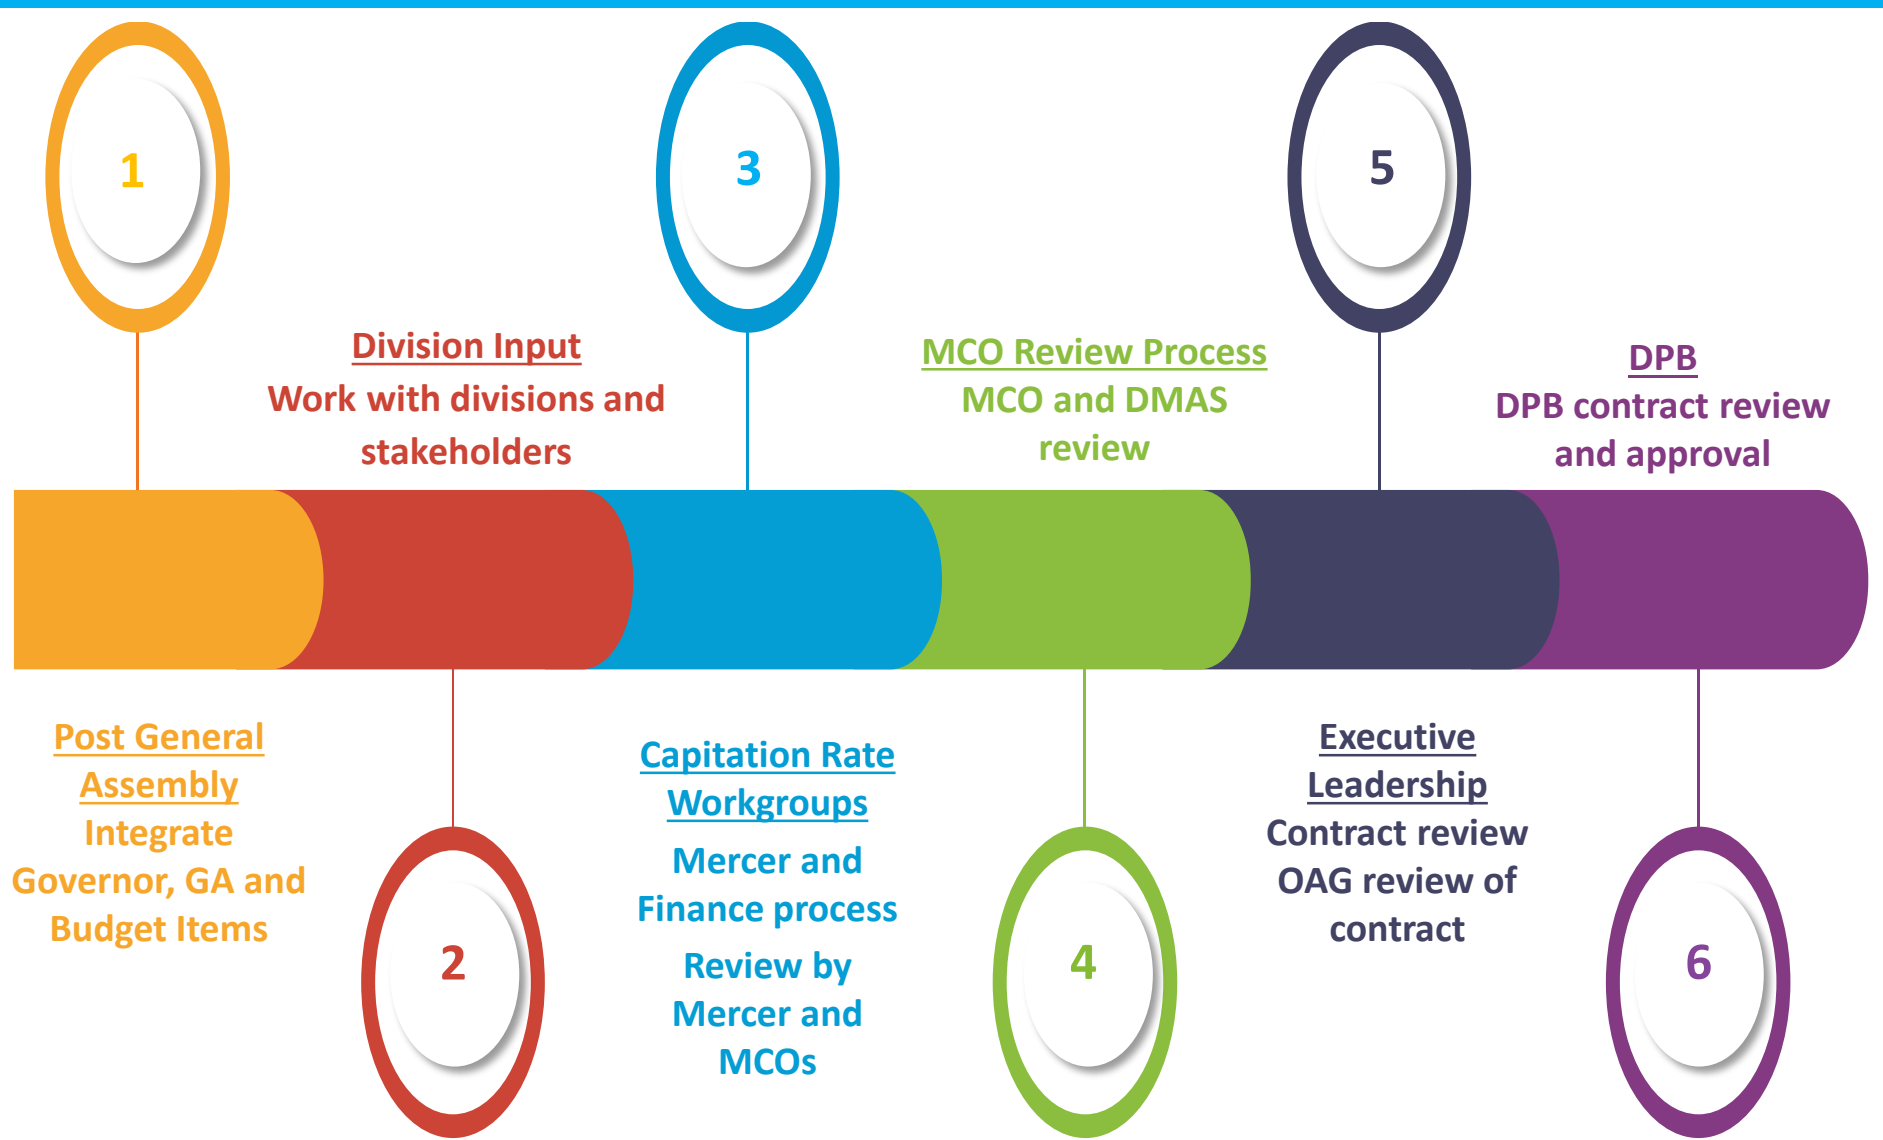 1
Post General
Assembly
Integrate
Governor, GA and
Budget Items
2
Division Input
Work with divisions and
stakeholders
3
Capitation Rate
Workgroups
Mercer and
Finance process
Review by
Mercer and
MCOs
4
MCO Review Process
MCO and DMAS
review
5
Executive
Leadership
Contract review
OAG review of
contract
6
DPB
DPB contract review
and approval